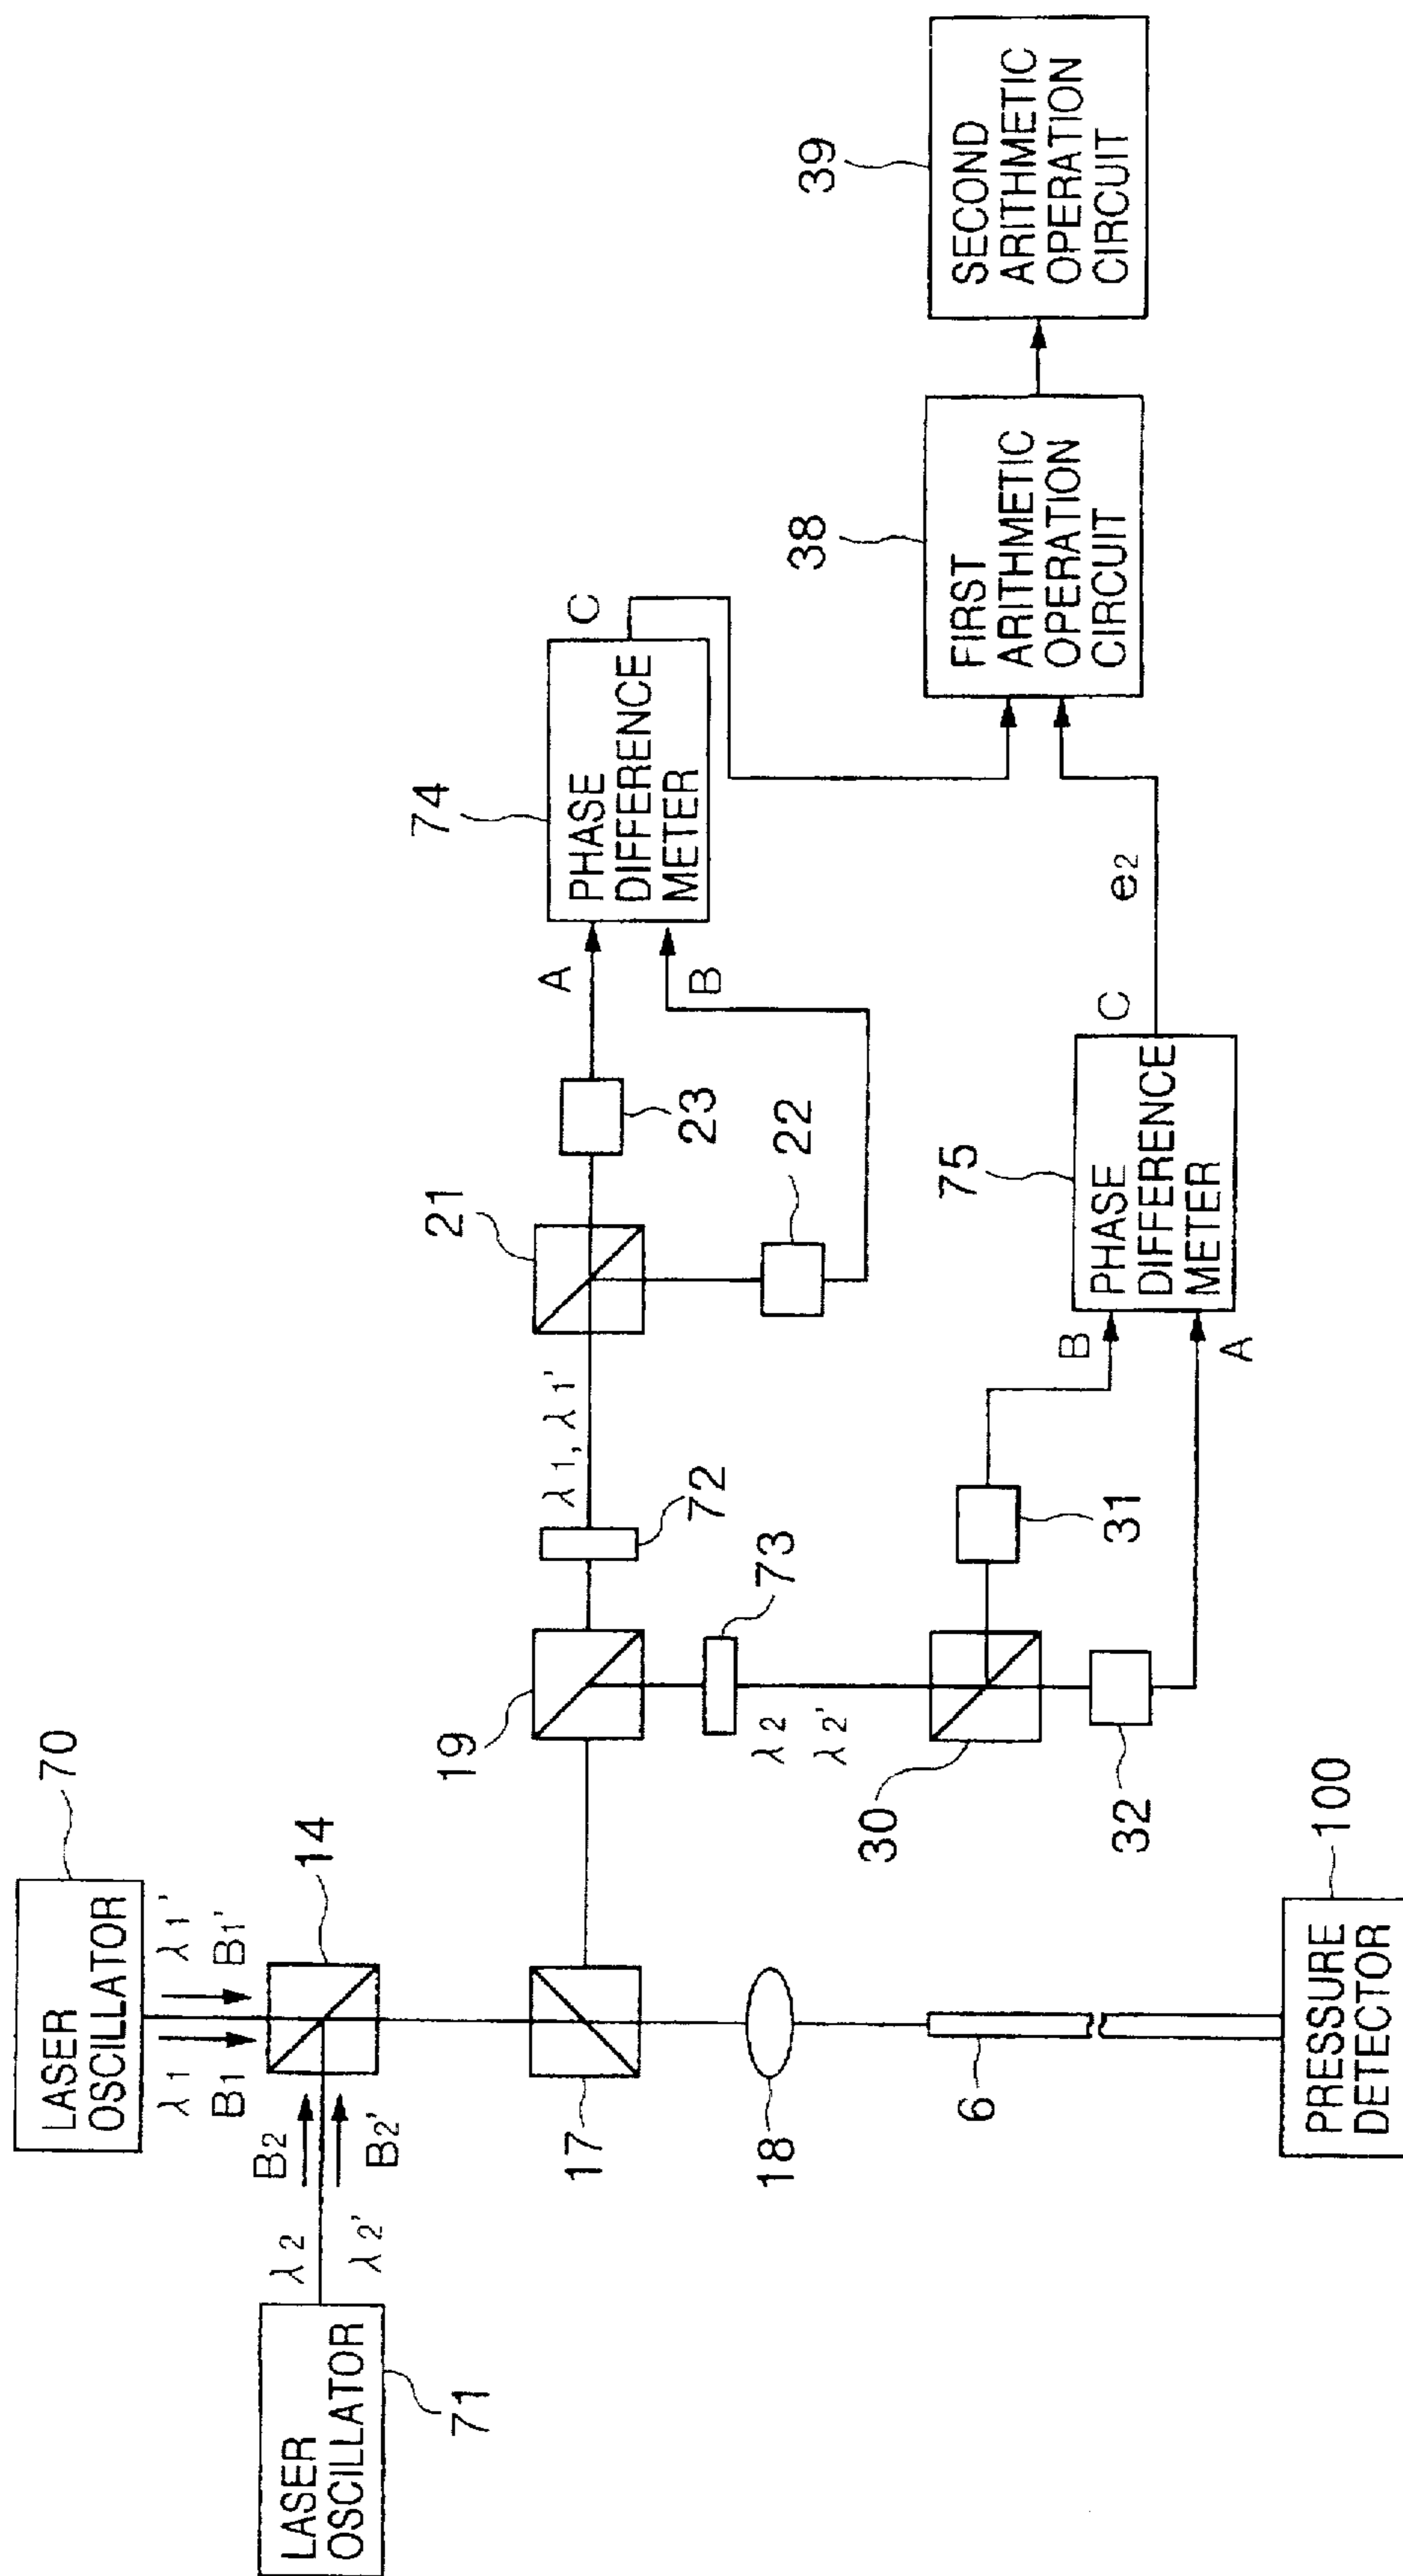 LASER
OSCILLATOR
70
λ1 λ1'
B1 B1'
14
LASER
OSCILLATOR
71
λ2
λ2'
B2
B2'
17
18
6
PRESSURE
DETECTOR
100
19
72
73
λ1, λ1'
λ2
λ2'
21
22
23
A
B
PHASE
DIFFERENCE
METER
74
C
30
31
32
B
A
PHASE
DIFFERENCE
METER
75
C
e2
FIRST
ARITHMETIC
OPERATION
CIRCUIT
38
SECOND
ARITHMETIC
OPERATION
CIRCUIT
39